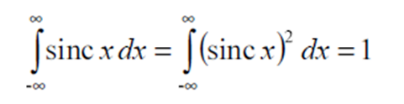 ∫_{-∞}^{∞} sinc x dx = ∫_{-∞}^{∞} (sinc x)² dx = 1